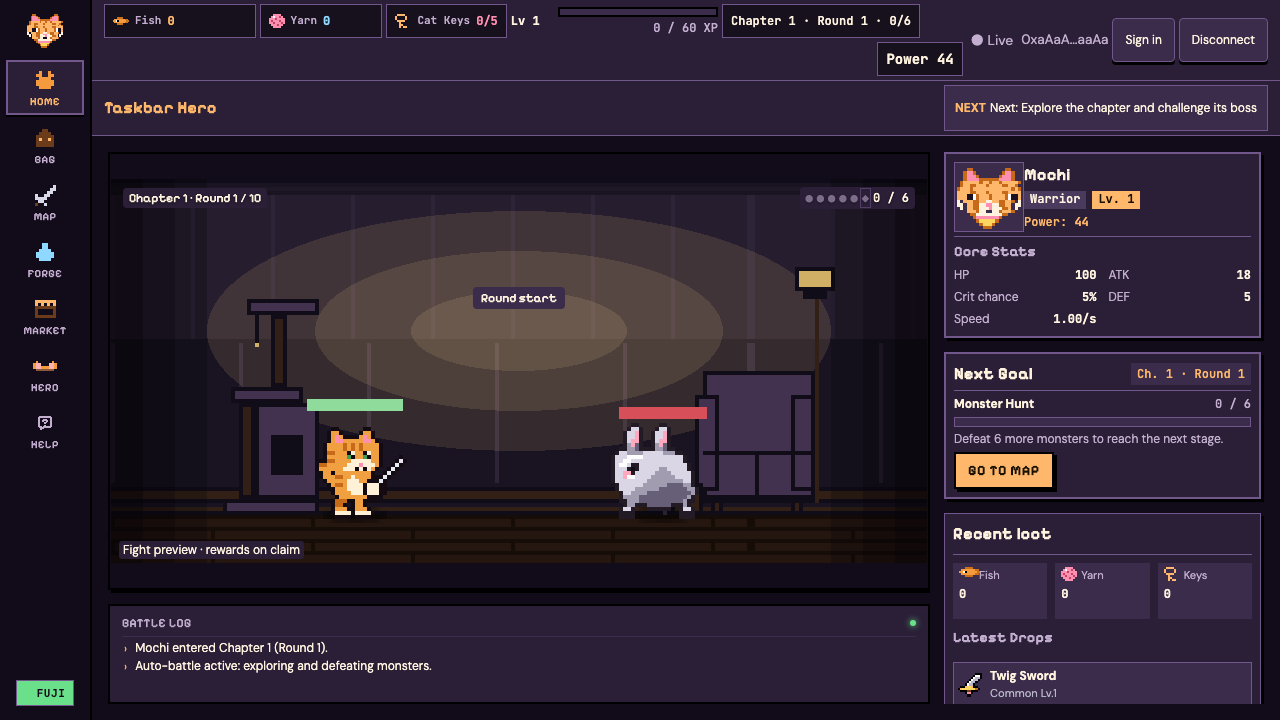 Fish 0
Yarn 0
Cat Keys 0/5
Lv 1
0 / 60 XP
Chapter 1 · Round 1 · 0/6
Power 44
Live
0xaAaA…aaAa
Sign in
Disconnect
HOME
BAG
MAP
FORGE
MARKET
HERO
HELP
FUJI
Taskbar Hero
NEXT Next: Explore the chapter and challenge its boss
Chapter 1 · Round 1 / 10
0 / 6
Round start
Fight preview · rewards on claim
BATTLE LOG
› Mochi entered Chapter 1 (Round 1).
› Auto-battle active: exploring and defeating monsters.
Mochi
Warrior Lv. 1
Power: 44
Core Stats
HP 100 ATK 18
Crit chance 5% DEF 5
Speed 1.00/s
Next Goal
Ch. 1 · Round 1
Monster Hunt 0 / 6
Defeat 6 more monsters to reach the next stage.
GO TO MAP
Recent loot
Fish
0
Yarn
0
Keys
0
Latest Drops
Twig Sword
Common Lv.1